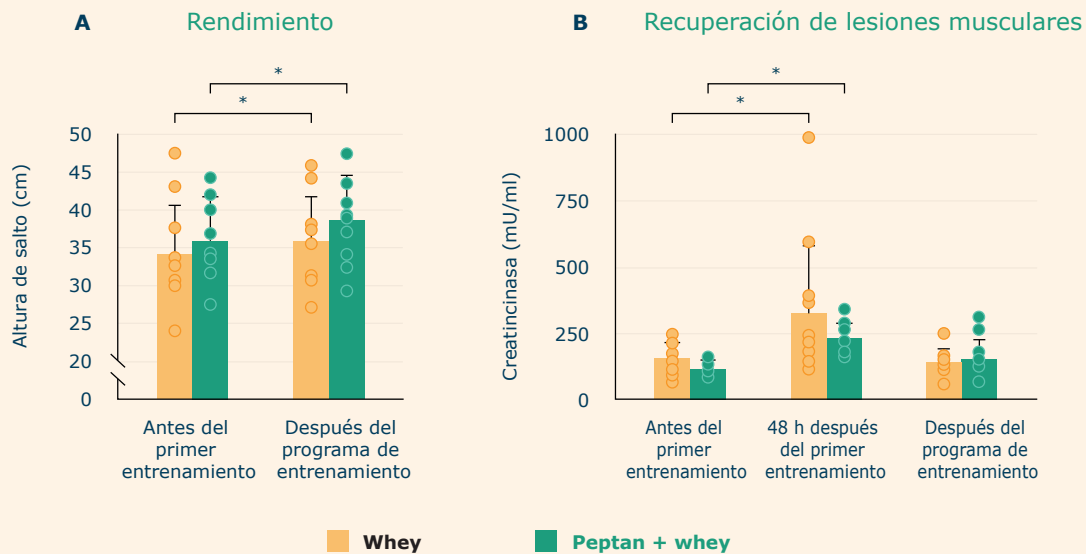 A Rendimiento
* 
*
Altura de salto (cm)
50
45
40
35
30
25
20
0
Antes del
primer
entrenamiento
Después del
programa de
entrenamiento
B Recuperación de lesiones musculares
*
*
Creatincinasa (mU/ml)
1000
750
500
250
0
Antes del
primer
entrenamiento
48 h después
del primer
entrenamiento
Después del
programa de
entrenamiento
Whey
Peptan + whey